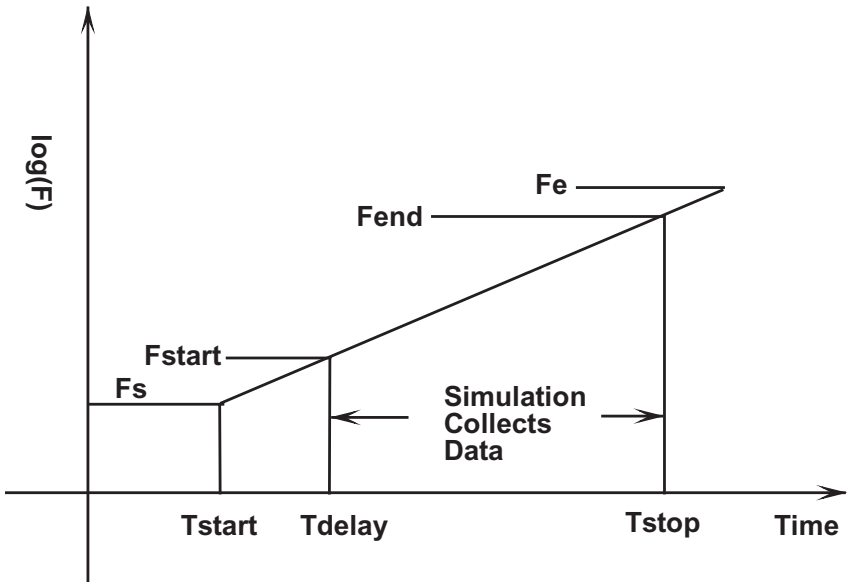 log(F)
Fe
Fend
Fstart
Fs
Simulation
Collects
Data
Tstart
Tdelay
Tstop
Time